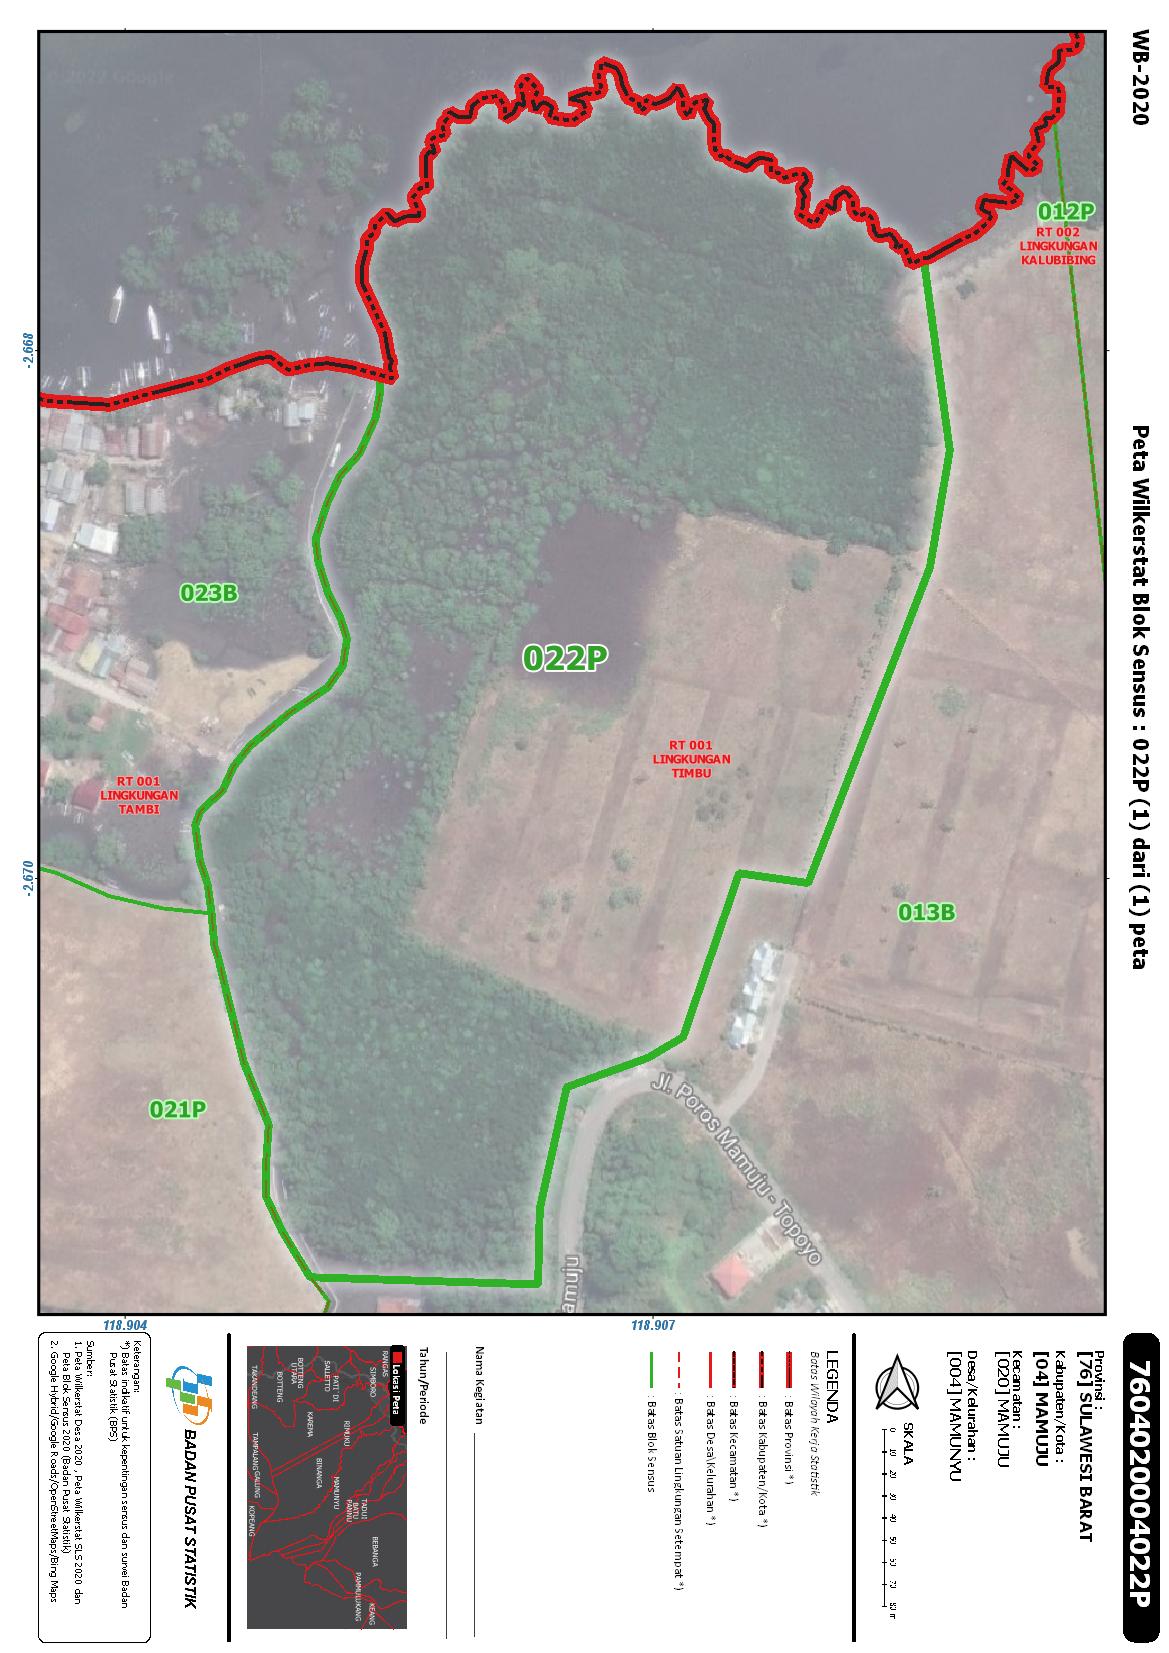 WB-2020
Peta Wilkerstat Blok Sensus : 022P (1) dari (1) peta
7604020004022P
© 2022 Google
012P
RT 002
LINGKUNGAN
KALUBIBING
023B
022P
RT 001
LINGKUNGAN
TIMBU
RT 001
LINGKUNGAN
TAMBI
013B
021P
Jl. Poros Mamuju - Topoyo
-2.668
-2.670
118.904
118.907
Provinsi :
[76] SULAWESI BARAT
Kabupaten/Kota :
[04] MAMUJU
Kecamatan :
[020] MAMUJU
Desa/Kelurahan :
[004] MAMUNYU
SKALA
0 10 20 30 40 50 60 70 80 m
LEGENDA
Batas Wilayah Kerja Statistik
: Batas Provinsi *)
: Batas Kabupaten/Kota *)
: Batas Kecamatan *)
: Batas Desa\Kelurahan *)
: Batas Satuan Lingkungan Setempat *)
: Batas Blok Sensus
Nama Kegiatan
Tahun/Periode
Lokasi Peta
RANGAS
SIMBORO
PATI DI
SALLETTO
BOTTENG
UTARA
BOTTENG
TAKANDEANG
KAREMA
RIMUKU
BINANGA
MAMUNYU
TAMPALANG
GALUNG
TADUI
BATU
PANNU
KOPEANG
BEBANGA
PAMMULUKANG
KEANG
BADAN PUSAT STATISTIK
Keterangan:
*) Batas indikatif untuk kepentingan sensus dan survei Badan
Pusat Statistik (BPS)
Sumber:
1. Peta Wilkerstat Desa 2020 , Peta Wilkerstat SLS 2020 dan
Peta Blok Sensus 2020 (Badan Pusat Statistik)
2. Google Hybrid/Google Roads/OpenStreetMaps/Bing Maps